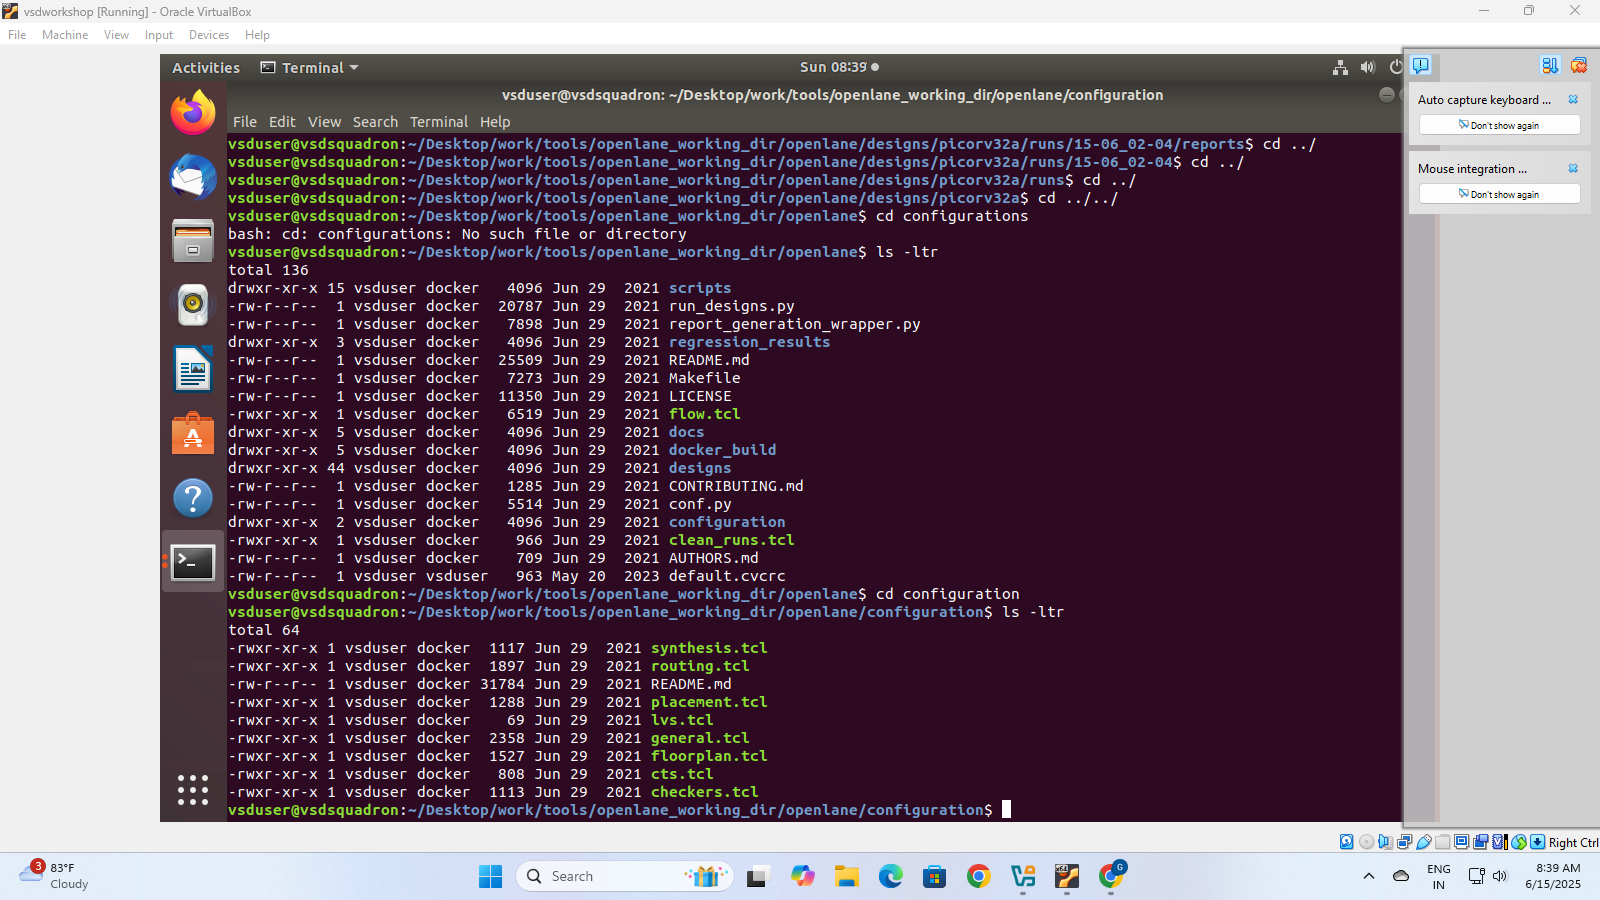 vsdworkshop [Running] - Oracle VirtualBox
File Machine View Input Devices Help
Activities Terminal Sun 08:39
vsduser@vsdsquadron: ~/Desktop/work/tools/openlane_working_dir/openlane/configuration
File Edit View Search Terminal Help
vsduser@vsdsquadron:~/Desktop/work/tools/openlane_working_dir/openlane/designs/picorv32a/runs/15-06_02-04/reports$ cd ../
vsduser@vsdsquadron:~/Desktop/work/tools/openlane_working_dir/openlane/designs/picorv32a/runs/15-06_02-04$ cd ../
vsduser@vsdsquadron:~/Desktop/work/tools/openlane_working_dir/openlane/designs/picorv32a/runs$ cd ../
vsduser@vsdsquadron:~/Desktop/work/tools/openlane_working_dir/openlane/designs/picorv32a$ cd ../../
vsduser@vsdsquadron:~/Desktop/work/tools/openlane_working_dir/openlane$ cd configurations
bash: cd: configurations: No such file or directory
vsduser@vsdsquadron:~/Desktop/work/tools/openlane_working_dir/openlane$ ls -ltr
total 136
drwxr-xr-x 15 vsduser docker 4096 Jun 29 2021 scripts
-rw-r--r-- 1 vsduser docker 20787 Jun 29 2021 run_designs.py
-rw-r--r-- 1 vsduser docker 7898 Jun 29 2021 report_generation_wrapper.py
drwxr-xr-x 3 vsduser docker 4096 Jun 29 2021 regression_results
-rw-r--r-- 1 vsduser docker 25509 Jun 29 2021 README.md
-rw-r--r-- 1 vsduser docker 7273 Jun 29 2021 Makefile
-rw-r--r-- 1 vsduser docker 11350 Jun 29 2021 LICENSE
-rwxr-xr-x 1 vsduser docker 6519 Jun 29 2021 flow.tcl
drwxr-xr-x 5 vsduser docker 4096 Jun 29 2021 docs
drwxr-xr-x 5 vsduser docker 4096 Jun 29 2021 docker_build
drwxr-xr-x 44 vsduser docker 4096 Jun 29 2021 designs
-rw-r--r-- 1 vsduser docker 1285 Jun 29 2021 CONTRIBUTING.md
-rw-r--r-- 1 vsduser docker 5514 Jun 29 2021 conf.py
drwxr-xr-x 2 vsduser docker 4096 Jun 29 2021 configuration
-rwxr-xr-x 1 vsduser docker 966 Jun 29 2021 clean_runs.tcl
-rw-r--r-- 1 vsduser docker 709 Jun 29 2021 AUTHORS.md
-rw-r--r-- 1 vsduser vsduser 963 May 20 2023 default.cvcrc
vsduser@vsdsquadron:~/Desktop/work/tools/openlane_working_dir/openlane$ cd configuration
vsduser@vsdsquadron:~/Desktop/work/tools/openlane_working_dir/openlane/configuration$ ls -ltr
total 64
-rwxr-xr-x 1 vsduser docker 1117 Jun 29 2021 synthesis.tcl
-rwxr-xr-x 1 vsduser docker 1897 Jun 29 2021 routing.tcl
-rw-r--r-- 1 vsduser docker 31784 Jun 29 2021 README.md
-rwxr-xr-x 1 vsduser docker 1288 Jun 29 2021 placement.tcl
-rwxr-xr-x 1 vsduser docker 69 Jun 29 2021 lvs.tcl
-rwxr-xr-x 1 vsduser docker 2358 Jun 29 2021 general.tcl
-rwxr-xr-x 1 vsduser docker 1527 Jun 29 2021 floorplan.tcl
-rwxr-xr-x 1 vsduser docker 808 Jun 29 2021 cts.tcl
-rwxr-xr-x 1 vsduser docker 1113 Jun 29 2021 checkers.tcl
vsduser@vsdsquadron:~/Desktop/work/tools/openlane_working_dir/openlane/configuration$
Auto capture keyboard ...
Don't show again
Mouse integration ...
Don't show again
Right Ctrl
3
83°F
Cloudy
Search
G
ENG
IN
8:39 AM
6/15/2025